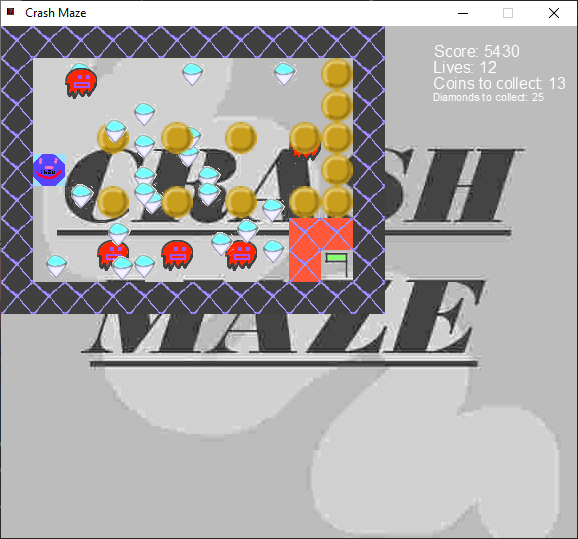 Crash Maze
Score: 5430
Lives: 12
Coins to collect: 13
Diamonds to collect: 25
CRASH
MAZE